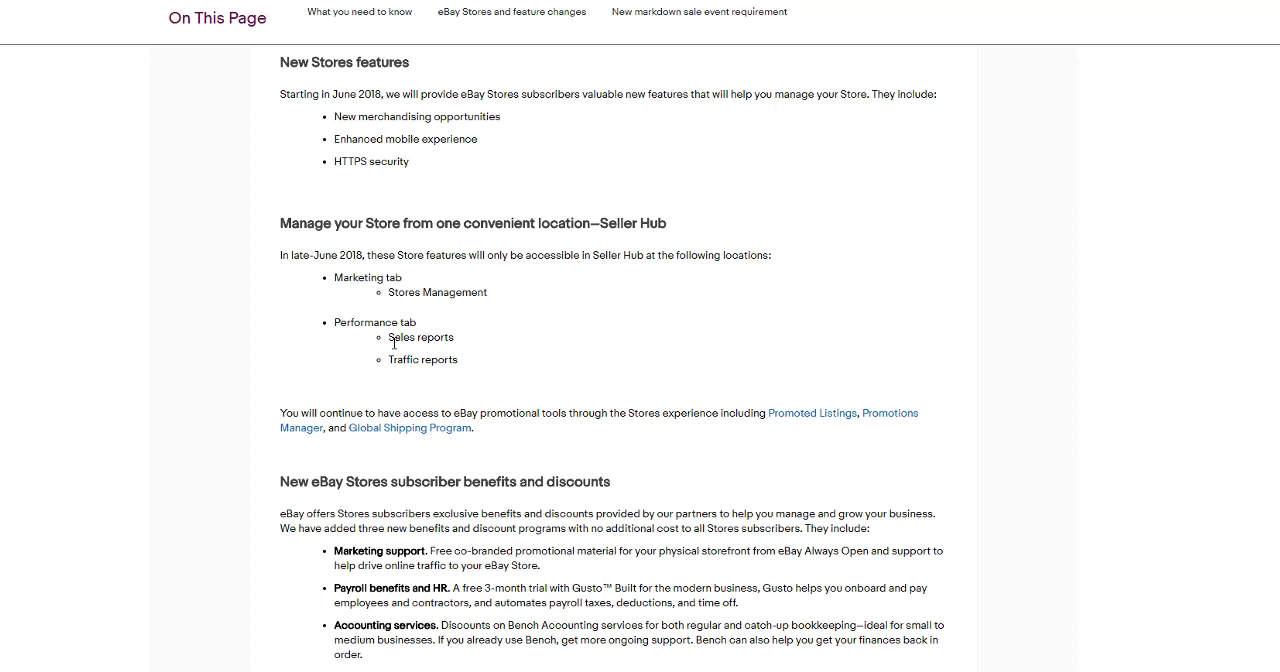 On This Page
What you need to know
eBay Stores and feature changes
New markdown sale event requirement
New Stores features
Starting in June 2018, we will provide eBay Stores subscribers valuable new features that will help you manage your Store. They include:
• New merchandising opportunities
• Enhanced mobile experience
• HTTPS security
Manage your Store from one convenient location—Seller Hub
In late-June 2018, these Store features will only be accessible in Seller Hub at the following locations:
• Marketing tab
◦ Stores Management
• Performance tab
◦ Sales reports
◦ Traffic reports
You will continue to have access to eBay promotional tools through the Stores experience including Promoted Listings, Promotions
Manager, and Global Shipping Program.
New eBay Stores subscriber benefits and discounts
eBay offers Stores subscribers exclusive benefits and discounts provided by our partners to help you manage and grow your business.
We have added three new benefits and discount programs with no additional cost to all Stores subscribers. They include:
• Marketing support. Free co-branded promotional material for your physical storefront from eBay Always Open and support to
help drive online traffic to your eBay Store.
• Payroll benefits and HR. A free 3-month trial with Gusto™ Built for the modern business, Gusto helps you onboard and pay
employees and contractors, and automates payroll taxes, deductions, and time off.
• Accounting services. Discounts on Bench Accounting services for both regular and catch-up bookkeeping—ideal for small to
medium businesses. If you already use Bench, get more ongoing support. Bench can also help you get your finances back in
order.